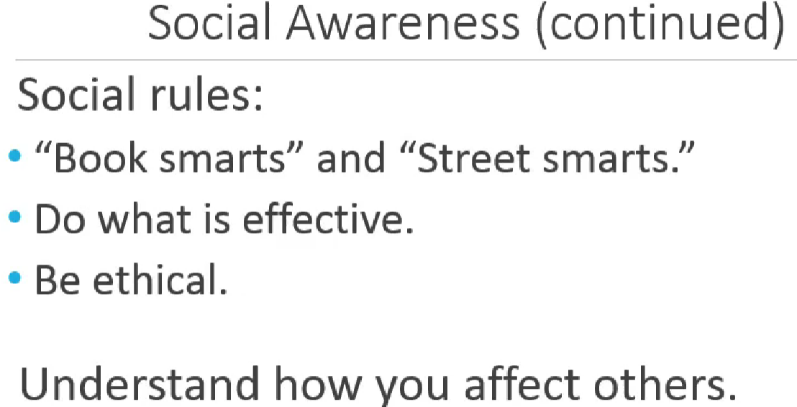 Social Awareness (continued)
Social rules:
• “Book smarts” and “Street smarts.”
• Do what is effective.
• Be ethical.
Understand how you affect others.